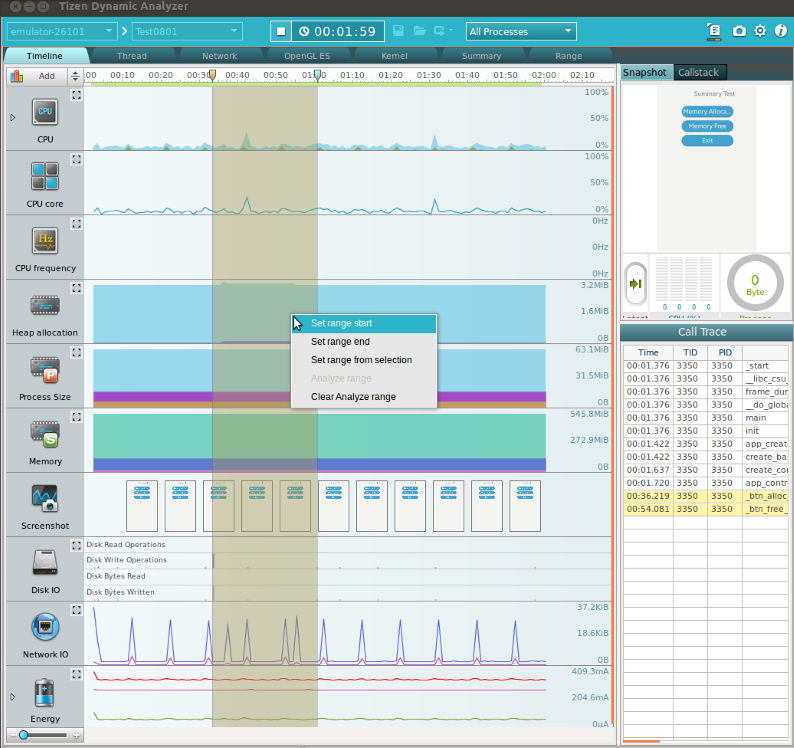 Tizen Dynamic Analyzer
emulator-26101 > Test0801 00:01:59 All Processes
Timeline Thread Network OpenGL ES Kernel Summary Range
Add :00 00:10 00:20 00:30 00:40 00:50 01:00 01:10 01:20 01:30 01:40 01:50 02:00 02:10
CPU
100%
50%
0%
CPU core
100%
50%
0%
CPU frequency
0Hz
0Hz
0Hz
Heap allocation
3.2MiB
1.6MiB
0B
Process Size
63.1MiB
31.5MiB
0B
Memory
545.8MiB
272.9MiB
0B
Screenshot
Disk IO
Disk Read Operations
Disk Write Operations
Disk Bytes Read
Disk Bytes Written
Network IO
37.2KiB
18.6KiB
0B
Energy
409.3mA
204.6mA
0uA
Set range start
Set range end
Set range from selection
Analyze range
Clear Analyze range
Snapshot Callstack
Summary Test
Memory Alloca..
Memory Free
Exit
0 0 0 0
0
Byte
Latest CPU (%) Process
Call Trace
Time TID PID
00:01.376 3350 3350 _start
00:01.376 3350 3350 __libc_csu_
00:01.376 3350 3350 frame_dur
00:01.376 3350 3350 __do_globa
00:01.376 3350 3350 main
00:01.376 3350 3350 init
00:01.422 3350 3350 app_create
00:01.422 3350 3350 create_ba
00:01.637 3350 3350 create_co
00:01.720 3350 3350 app_contr
00:36.219 3350 3350 _btn_alloc_
00:54.081 3350 3350 _btn_free_